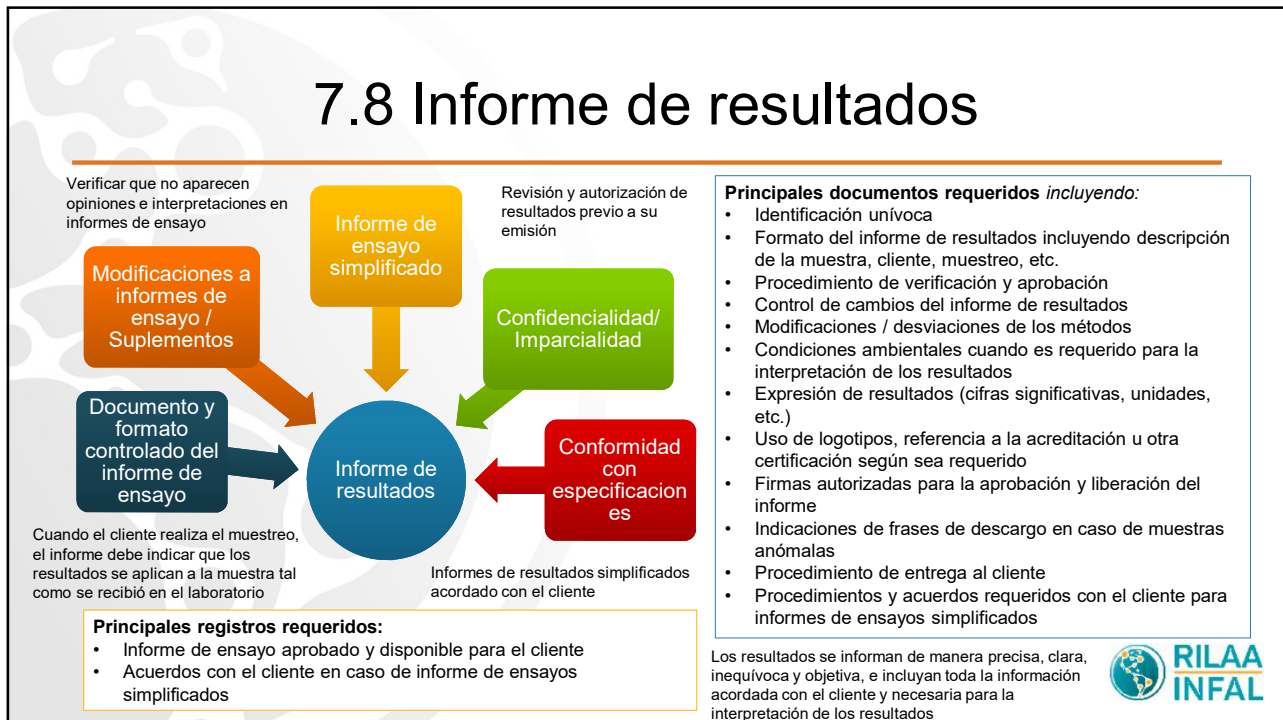 7.8 Informe de resultados
Verificar que no aparecen
opiniones e interpretaciones en
informes de ensayo
Informe de
ensayo
simplificado
Revisión y autorización de
resultados previo a su
emisión
Modificaciones a
informes de
ensayo /
Suplementos
Confidencialidad/
Imparcialidad
Documento y
formato
controlado del
informe de
ensayo
Informe de
resultados
Conformidad
con
especificacion
es
Cuando el cliente realiza el muestreo,
el informe debe indicar que los
resultados se aplican a la muestra tal
como se recibió en el laboratorio
Informes de resultados simplificados
acordado con el cliente
Principales registros requeridos:
• Informe de ensayo aprobado y disponible para el cliente
• Acuerdos con el cliente en caso de informe de ensayos
simplificados
Principales documentos requeridos incluyendo:
• Identificación unívoca
• Formato del informe de resultados incluyendo descripción
de la muestra, cliente, muestreo, etc.
• Procedimiento de verificación y aprobación
• Control de cambios del informe de resultados
• Modificaciones / desviaciones de los métodos
• Condiciones ambientales cuando es requerido para la
interpretación de los resultados
• Expresión de resultados (cifras significativas, unidades,
etc.)
• Uso de logotipos, referencia a la acreditación u otra
certificación según sea requerido
• Firmas autorizadas para la aprobación y liberación del
informe
• Indicaciones de frases de descargo en caso de muestras
anómalas
• Procedimiento de entrega al cliente
• Procedimientos y acuerdos requeridos con el cliente para
informes de ensayos simplificados
Los resultados se informan de manera precisa, clara,
inequívoca y objetiva, e incluyan toda la información
acordada con el cliente y necesaria para la
interpretación de los resultados
RILAA
INFAL